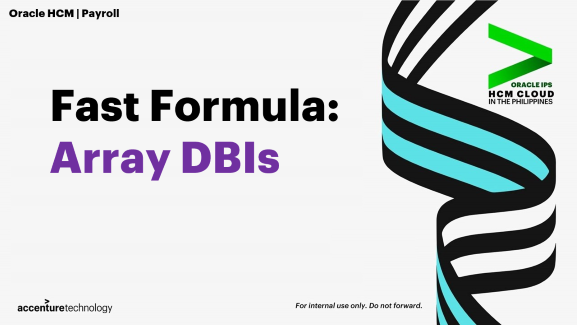 Oracle HCM | Payroll
ORACLE IPS
HCM CLOUD
IN THE PHILIPPINES
Fast Formula:
Array DBIs
accenturetechnology
For internal use only. Do not forward.